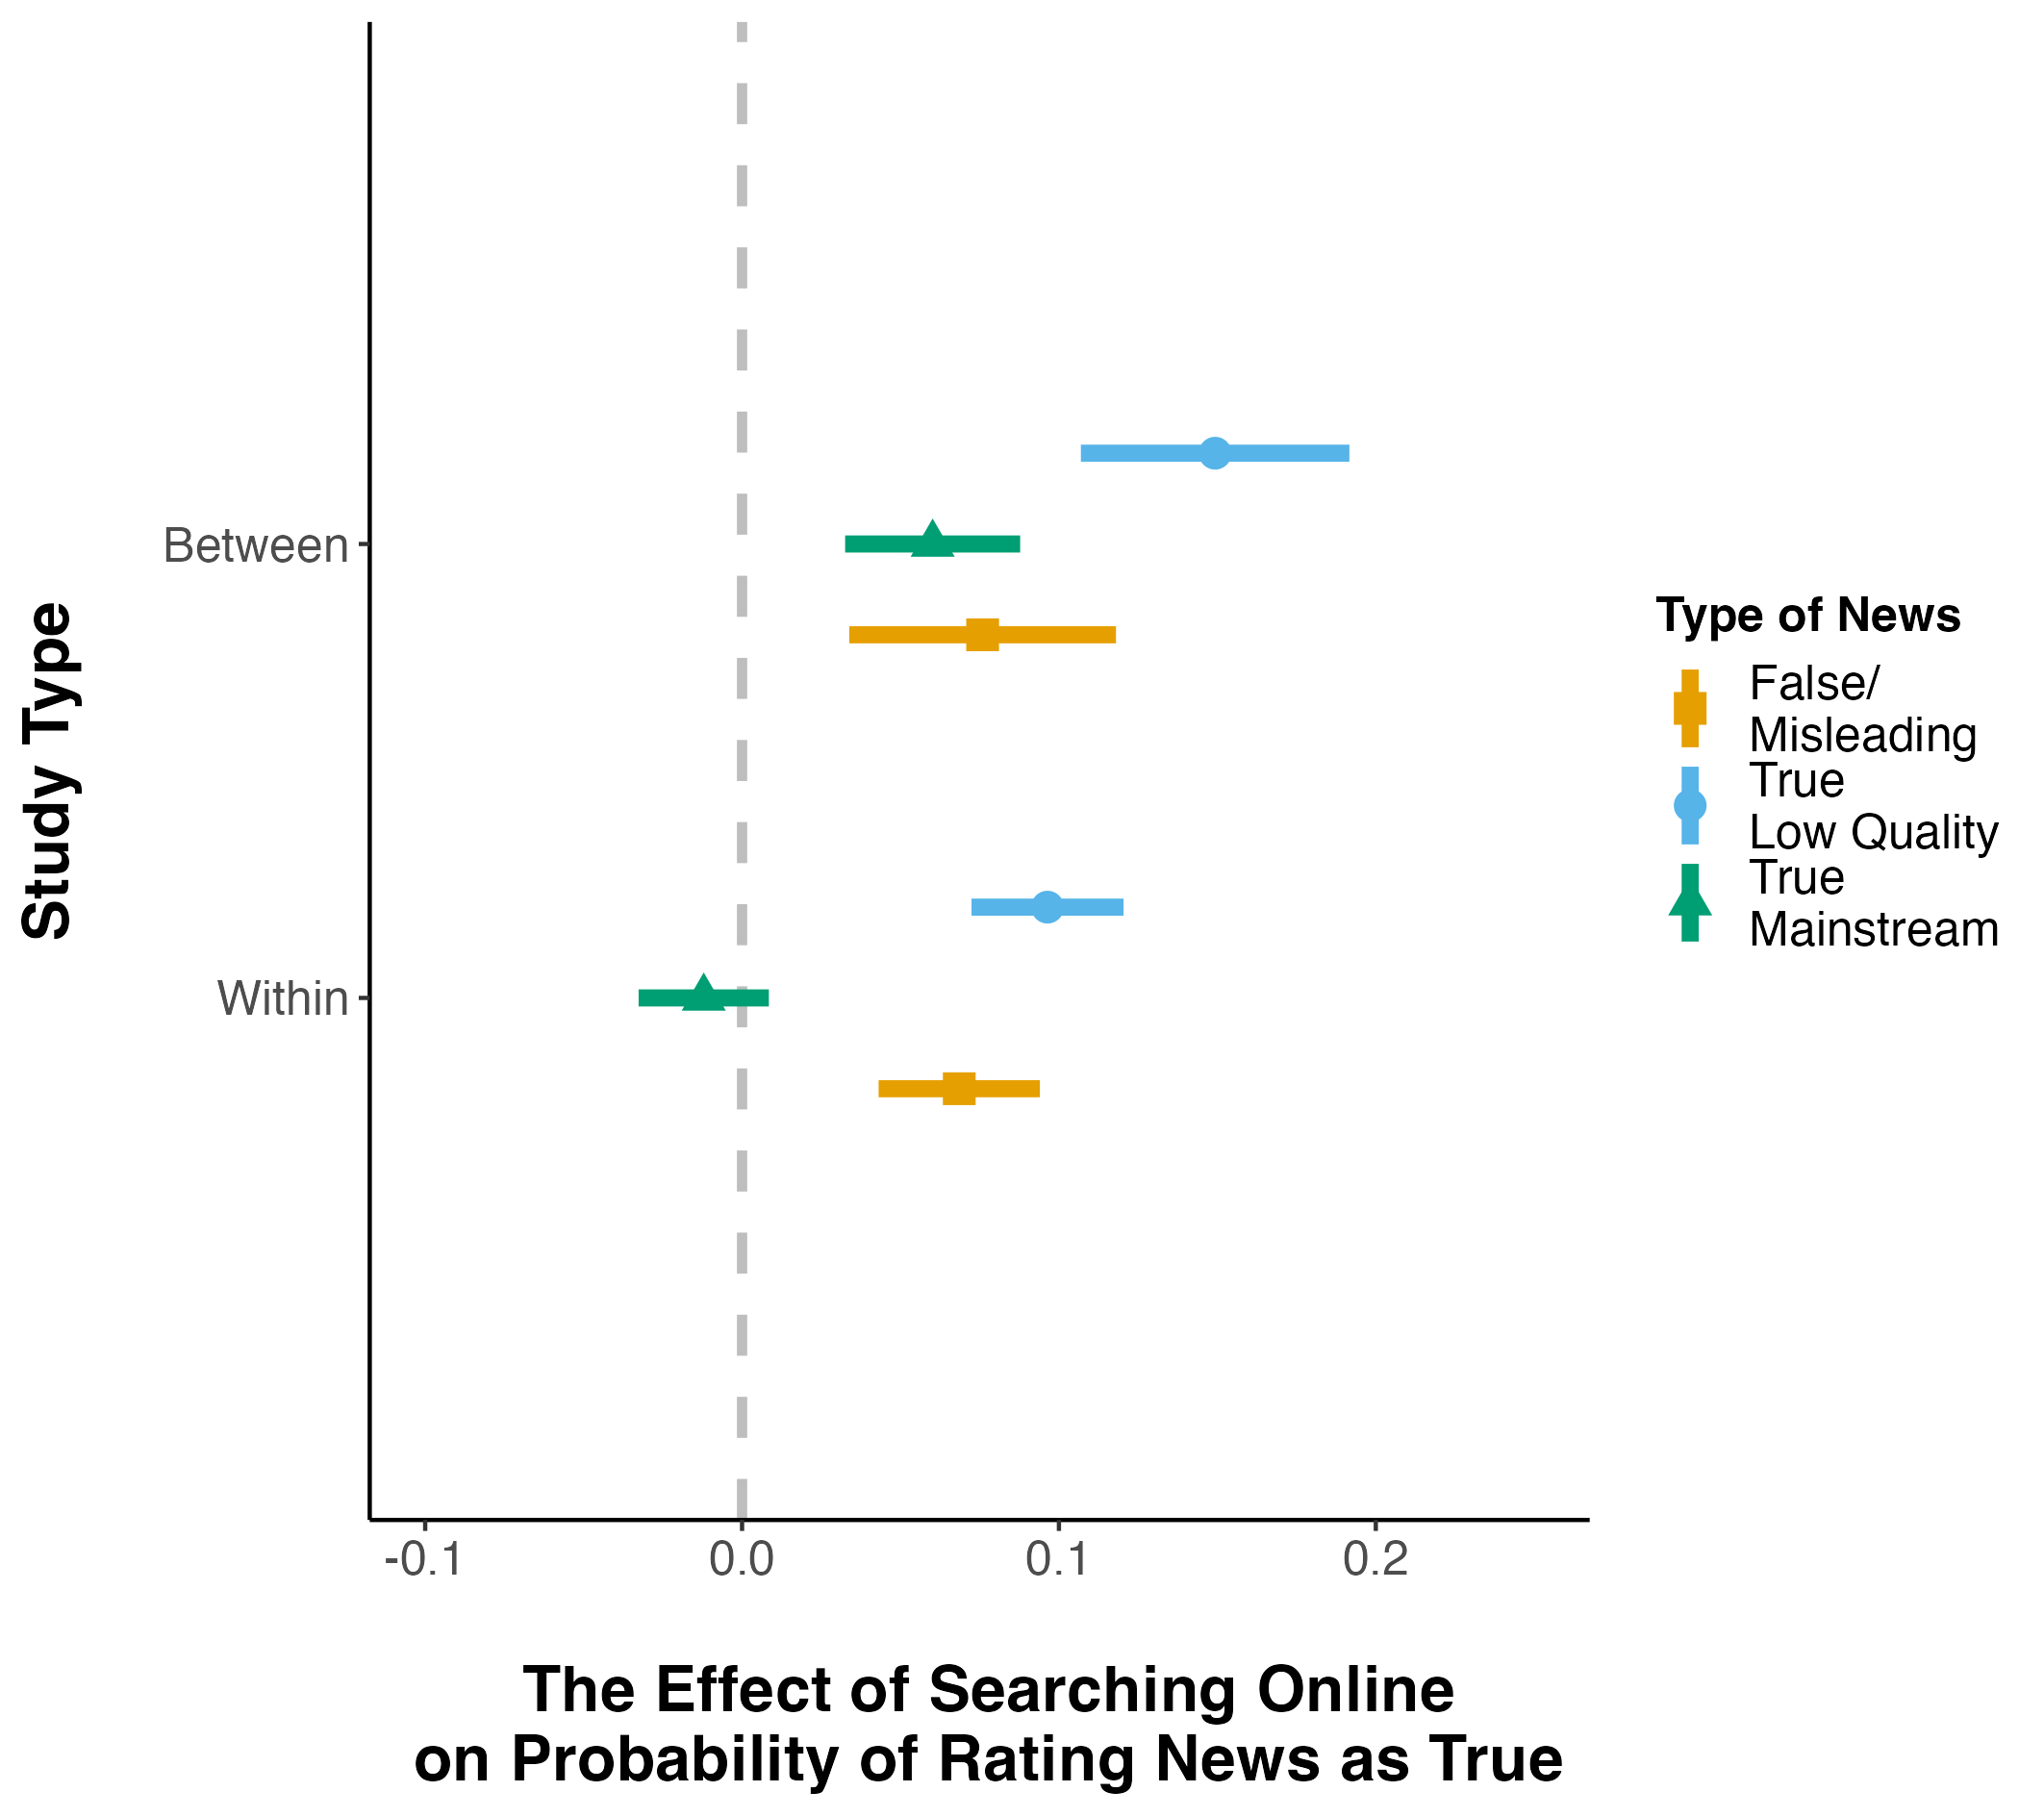 Study Type
Between
Within
-0.1
0.0
0.1
0.2
The Effect of Searching Online
on Probability of Rating News as True
Type of News
False/
Misleading
True
Low Quality
True
Mainstream